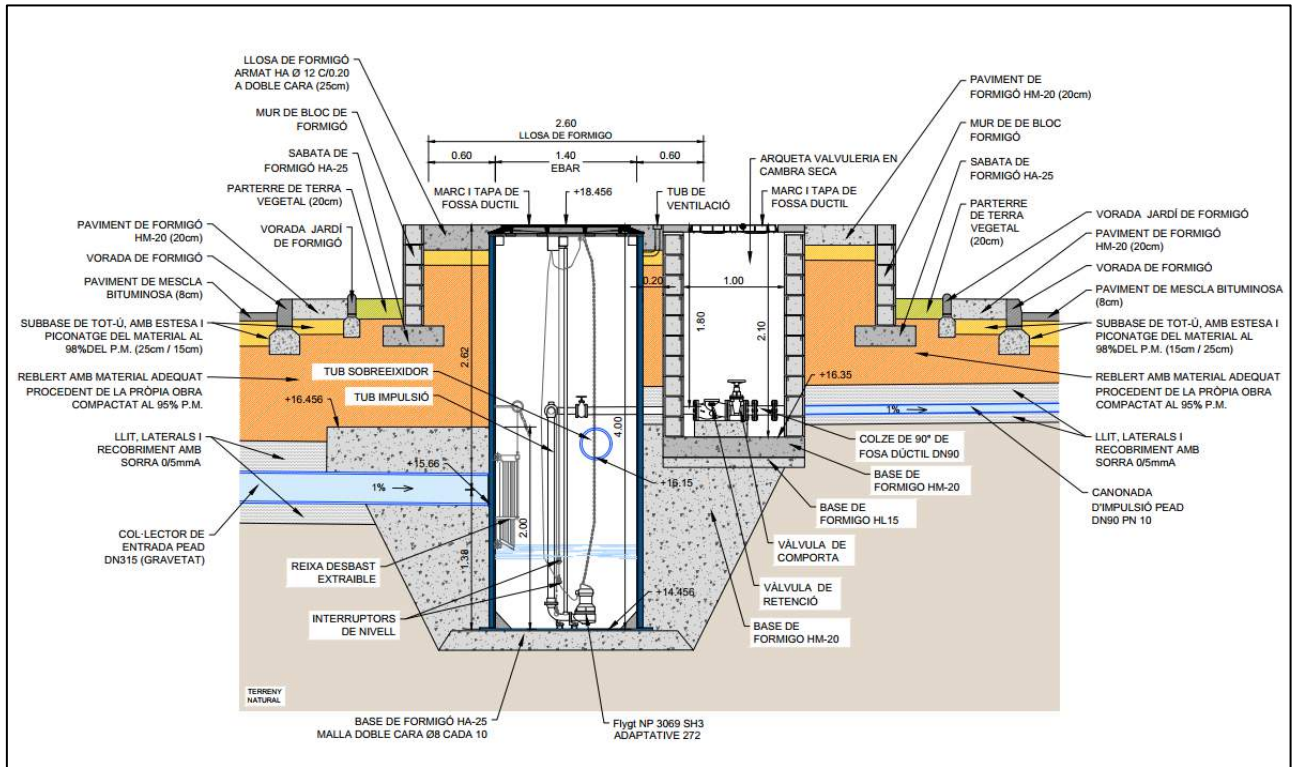 LLOSA DE FORMIGÓ
ARMAT HA Ø 12 C/0.20
A DOBLE CARA (25cm)
MUR DE BLOC DE
FORMIGÓ
SABATA DE
FORMIGÓ HA-25
PARTERRE DE TERRA
VEGETAL (20cm)
PAVIMENT DE FORMIGÓ
HM-20 (20cm)
VORADA JARDÍ
DE FORMIGÓ
VORADA DE FORMIGÓ
PAVIMENT DE MESCLA
BITUMINOSA (8cm)
SUBBASE DE TOT-Ú, AMB ESTESA I
PICONATGE DEL MATERIAL AL
98%DEL P.M. (25cm / 15cm)
REBLERT AMB MATERIAL ADEQUAT
PROCEDENT DE LA PRÒPIA OBRA
COMPACTAT AL 95% P.M.
+16.456
LLIT, LATERALS I
RECOBRIMENT AMB
SORRA 0/5mmA
+15.66
1%
COL·LECTOR DE
ENTRADA PEAD
DN315 (GRAVETAT)
REIXA DESBAST
EXTRAIBLE
INTERRUPTORS
DE NIVELL
TERRENY
NATURAL
BASE DE FORMIGÓ HA-25
MALLA DOBLE CARA Ø8 CADA 10
2.60
LLOSA DE FORMIGO
0.60
1.40
0.60
EBAR
MARC I TAPA DE
FOSSA DUCTIL
+18.456
TUB DE
VENTILACIÓ
ARQUETA VALVULERIA EN
CAMBRA SECA
MARC I TAPA DE
FOSSA DUCTIL
0.20
1.00
1.80
2.10
2.62
TUB SOBREEIXIDOR
TUB IMPULSIÓ
4.00
+16.15
2.00
1.38
+14.456
Flygt NP 3069 SH3
ADAPTATIVE 272
PAVIMENT DE
FORMIGÓ HM-20 (20cm)
MUR DE DE BLOC
FORMIGÓ
SABATA DE
FORMIGÓ HA-25
PARTERRE
DE TERRA
VEGETAL
(20cm)
VORADA JARDÍ DE FORMIGÓ
PAVIMENT DE FORMIGÓ
HM-20 (20cm)
VORADA DE FORMIGÓ
PAVIMENT DE MESCLA BITUMINOSA
(8cm)
SUBBASE DE TOT-Ú, AMB ESTESA I
PICONATGE DEL MATERIAL AL
98%DEL P.M. (15cm / 25cm)
+16.35
REBLERT AMB MATERIAL ADEQUAT
PROCEDENT DE LA PRÒPIA OBRA
COMPACTAT AL 95% P.M.
1%
COLZE DE 90° DE
FOSA DÚCTIL DN90
LLIT, LATERALS I
RECOBRIMENT AMB
SORRA 0/5mmA
BASE DE
FORMIGO HM-20
CANONADA
D'IMPULSIÓ PEAD
DN90 PN 10
BASE DE
FORMIGO HL15
VÀLVULA DE
COMPORTA
VÀLVULA DE
RETENCIÓ
BASE DE
FORMIGO HM-20